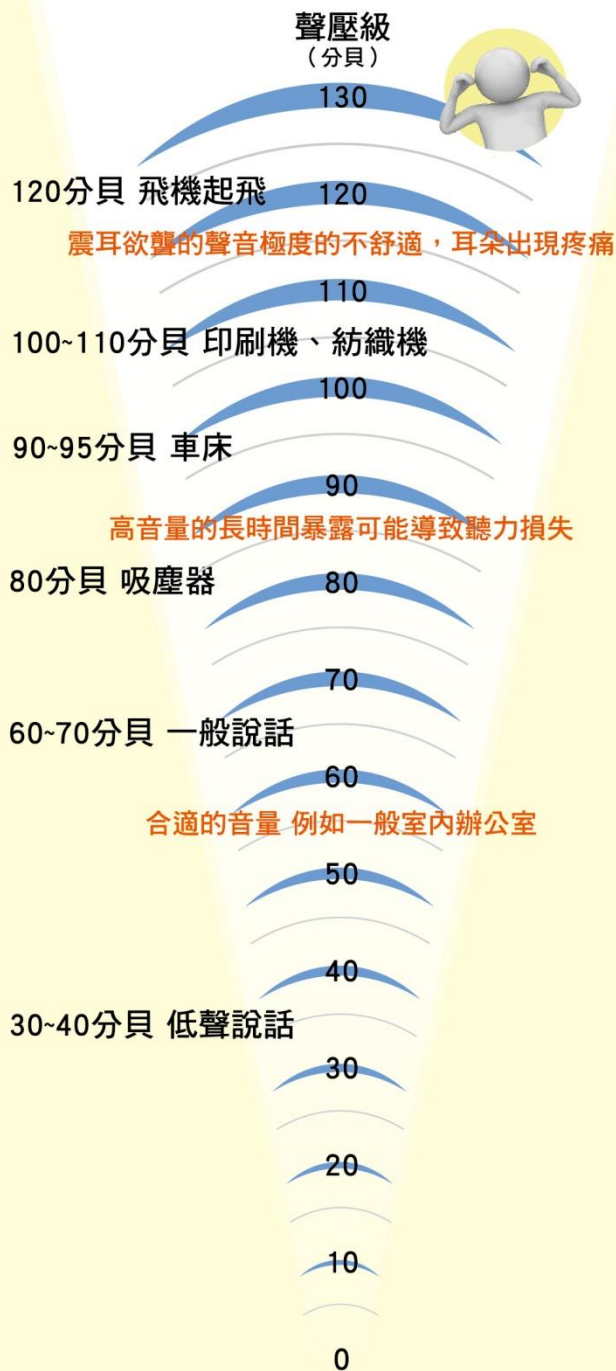 聲壓級
（分貝）
130
120分貝 飛機起飛
120
震耳欲聾的聲音極度的不舒適，耳朵出現疼痛
110
100~110分貝 印刷機、紡織機
100
90~95分貝 車床
90
高音量的長時間暴露可能導致聽力損失
80分貝 吸塵器
80
70
60~70分貝 一般說話
60
合適的音量 例如一般室內辦公室
50
40
30~40分貝 低聲說話
30
20
10
0